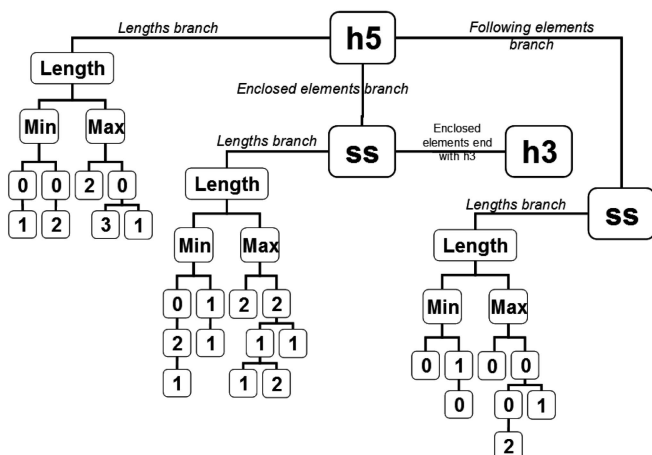 Lengths branch
h5
Following elements
branch
Length
Enclosed elements branch
Min
Max
Lengths branch
ss
Enclosed
elements end
with h3
h3
0
0
2
0
Length
1
2
3
1
Lengths branch
ss
Min
Max
Length
0
1
2
2
Min
Max
2
1
1
1
0
1
0
0
1
1
2
0
0
1
2